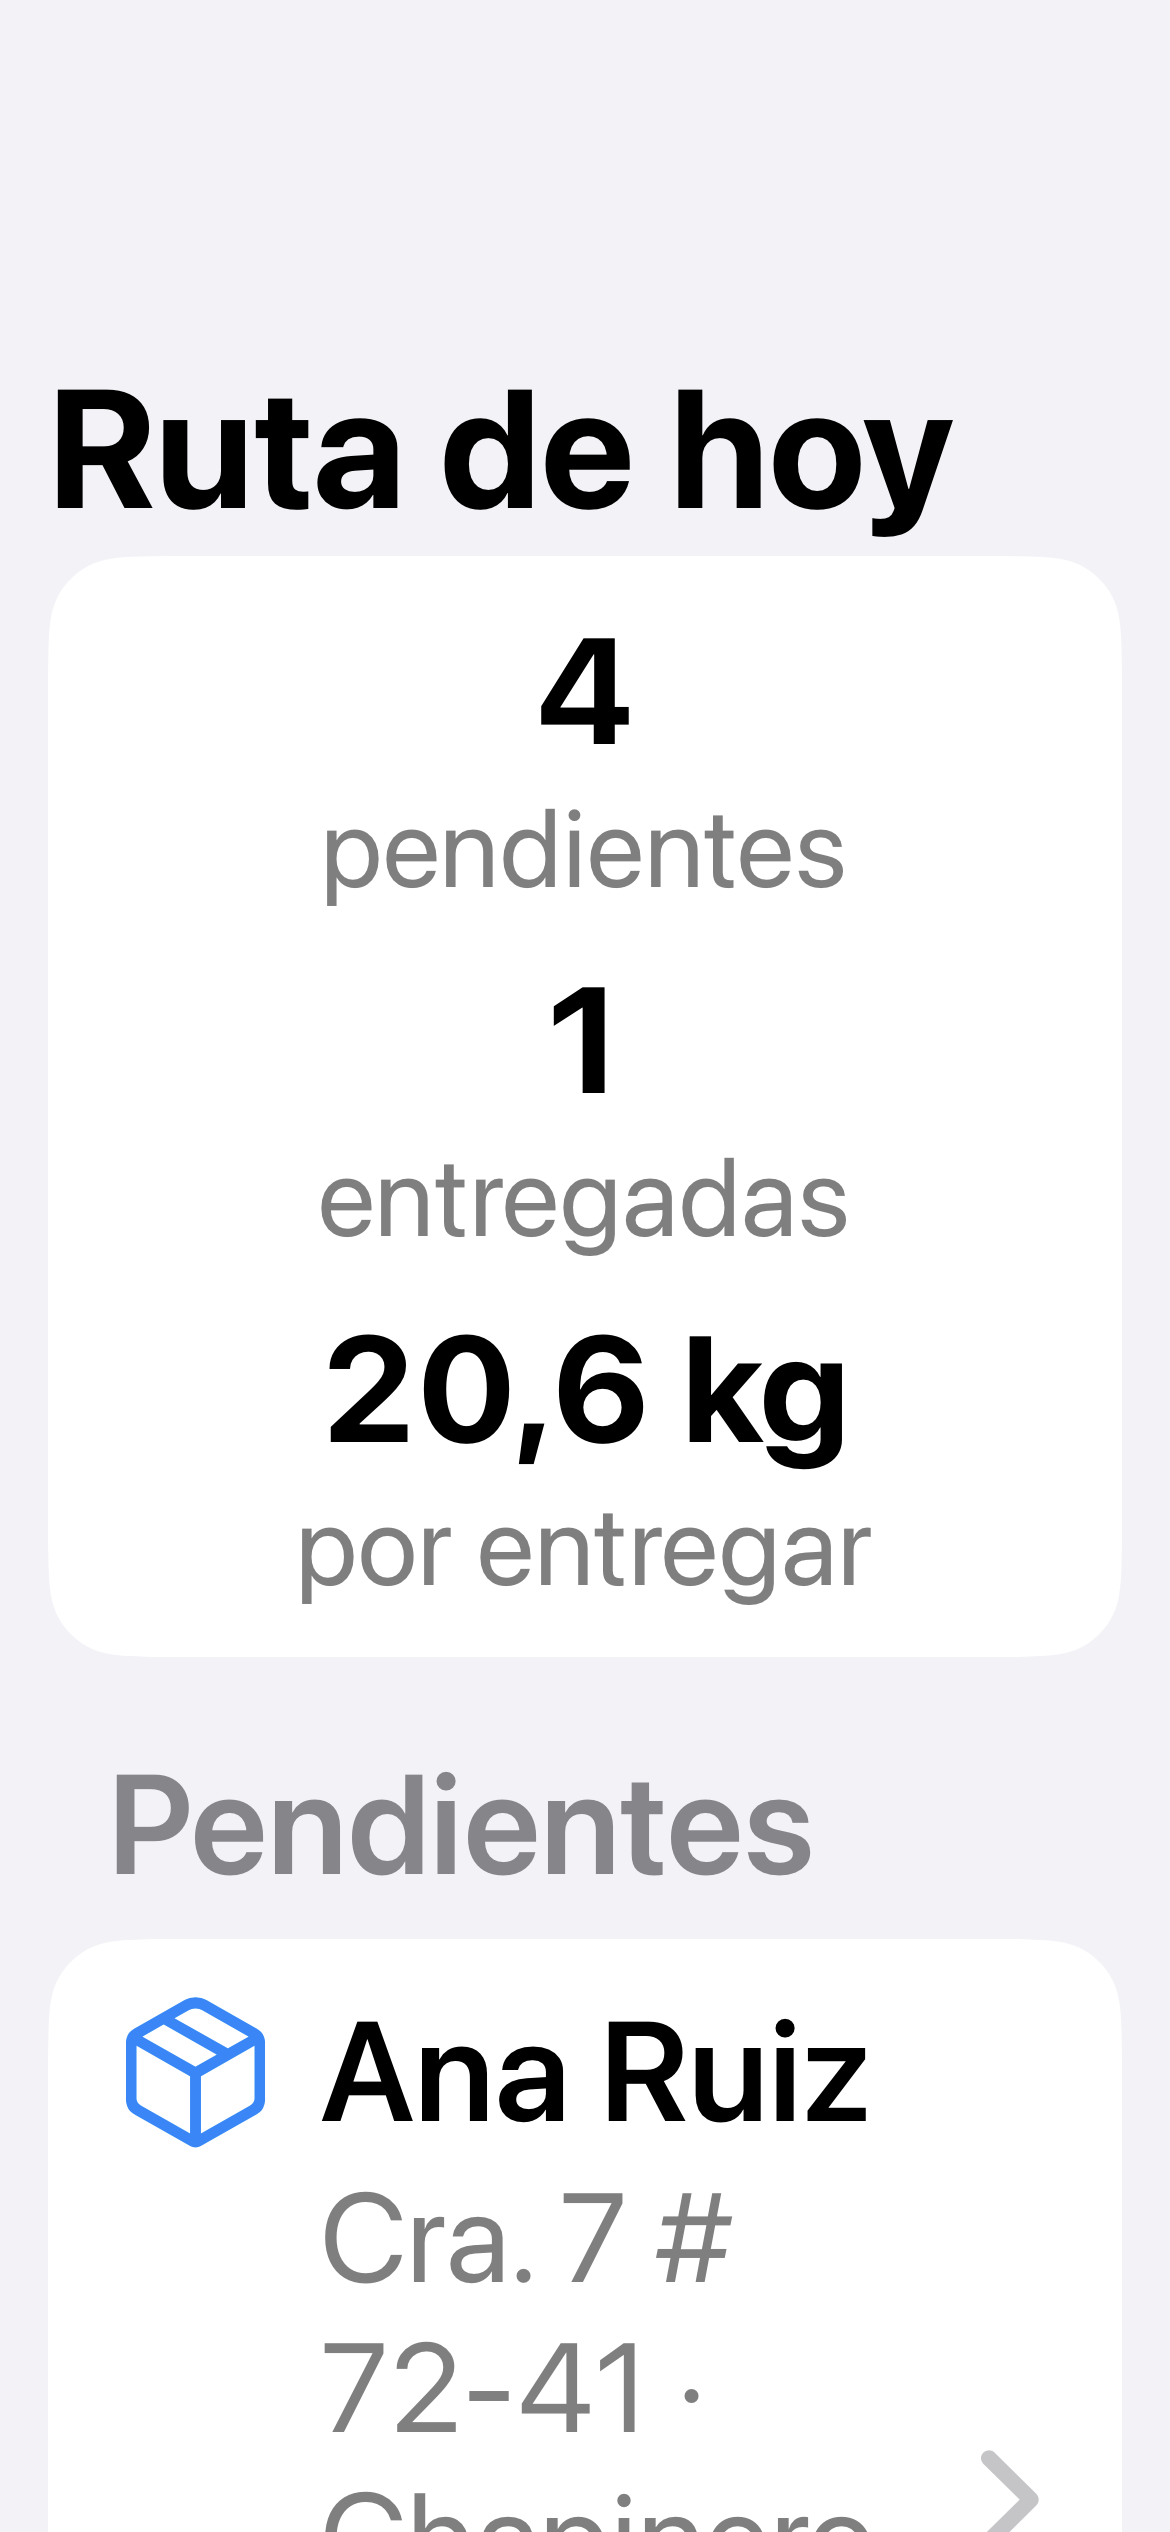 Ruta de hoy
4
pendientes
1
entregadas
20,6 kg
por entregar
Pendientes
Ana Ruiz
Cra. 7 #
72-41 ·
Chapinero